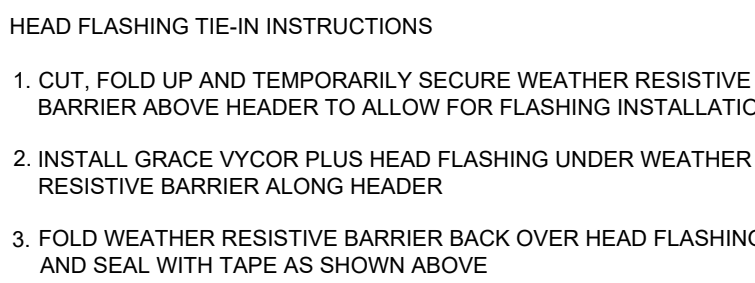 HEAD FLASHING TIE-IN INSTRUCTIONS
1. CUT, FOLD UP AND TEMPORARILY SECURE WEATHER RESISTIVE
BARRIER ABOVE HEADER TO ALLOW FOR FLASHING INSTALLATIO
2. INSTALL GRACE VYCOR PLUS HEAD FLASHING UNDER WEATHER
RESISTIVE BARRIER ALONG HEADER
3. FOLD WEATHER RESISTIVE BARRIER BACK OVER HEAD FLASHING
AND SEAL WITH TAPE AS SHOWN ABOVE